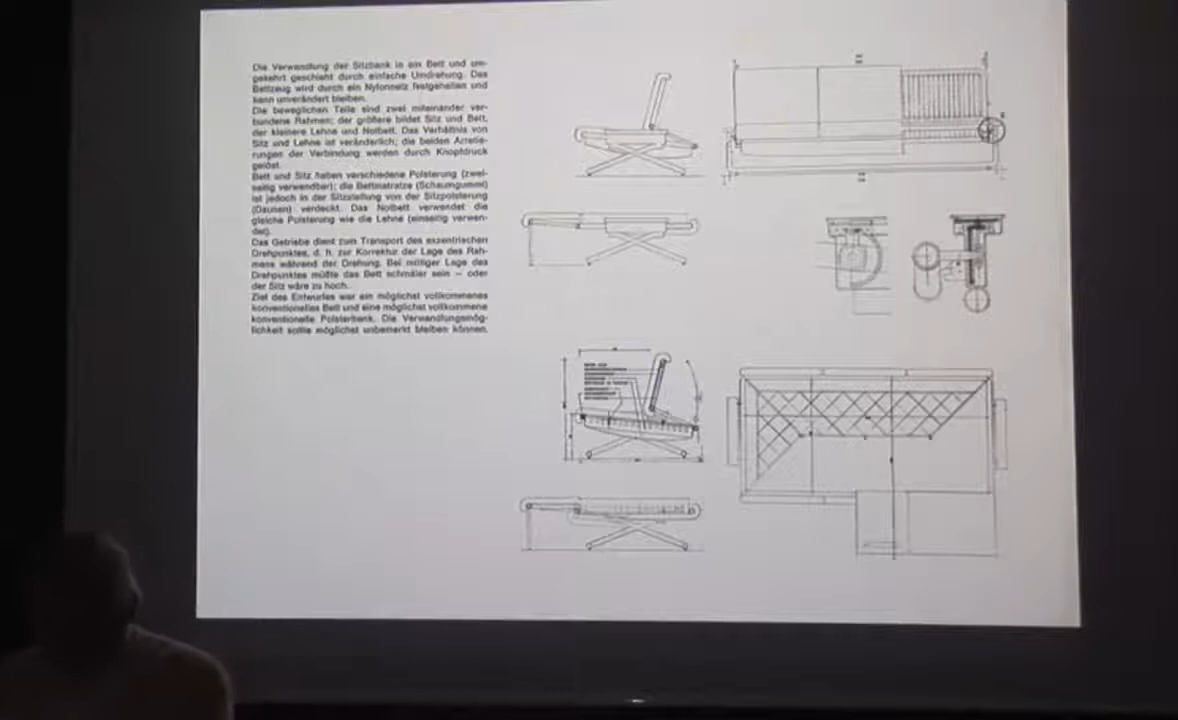 Die Verwandlung der Sitzbank in ein Bett und um-
gekehrt geschieht durch einfache Umdrehung. Das
Bettzeug wird durch ein Nylonnetz festgehalten und
kann unverändert bleiben.
Die beweglichen Teile sind zwei miteinander ver-
bundene Rahmen; der größere bildet Sitz und Bett,
der kleinere Lehne und Notbett. Das Verhältnis von
Sitz und Lehne ist veränderlich; die beiden Arretie-
rungen der Verbindung werden durch Knopfdruck
gelöst.
Bett und Sitz haben verschiedene Polsterung (zwei-
seitig verwendbar); die Bettmatratze (Schaumgummi)
ist jedoch in der Sitzstellung von der Sitzpolsterung
(Daunen) verdeckt. Das Notbett verwendet die
gleiche Polsterung wie die Lehne (einseitig verwen-
det).
Das Getriebe dient zum Transport des exzentrischen
Drehpunktes, d. h. zur Korrektur der Lage des Rah-
mens während der Drehung. Bei mittiger Lage des
Drehpunktes müßte das Bett schmäler sein – oder
der Sitz wäre zu hoch.
Ziel des Entwurfes war ein möglichst vollkommenes
konventionelles Bett und eine möglichst vollkommene
konventionelle Polsterbank. Die Verwandlungsmög-
lichkeit sollte möglichst unbemerkt bleiben können.